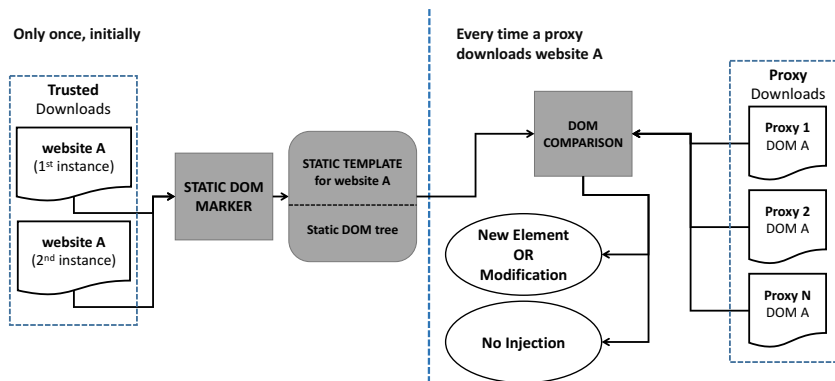 Only once, initially
Trusted
Downloads
website A
(1st instance)
website A
(2nd instance)
STATIC DOM
MARKER
STATIC TEMPLATE
for website A
Static DOM tree
Every time a proxy
downloads website A
DOM
COMPARISON
New Element
OR
Modification
No Injection
Proxy
Downloads
Proxy 1
DOM A
Proxy 2
DOM A
Proxy N
DOM A